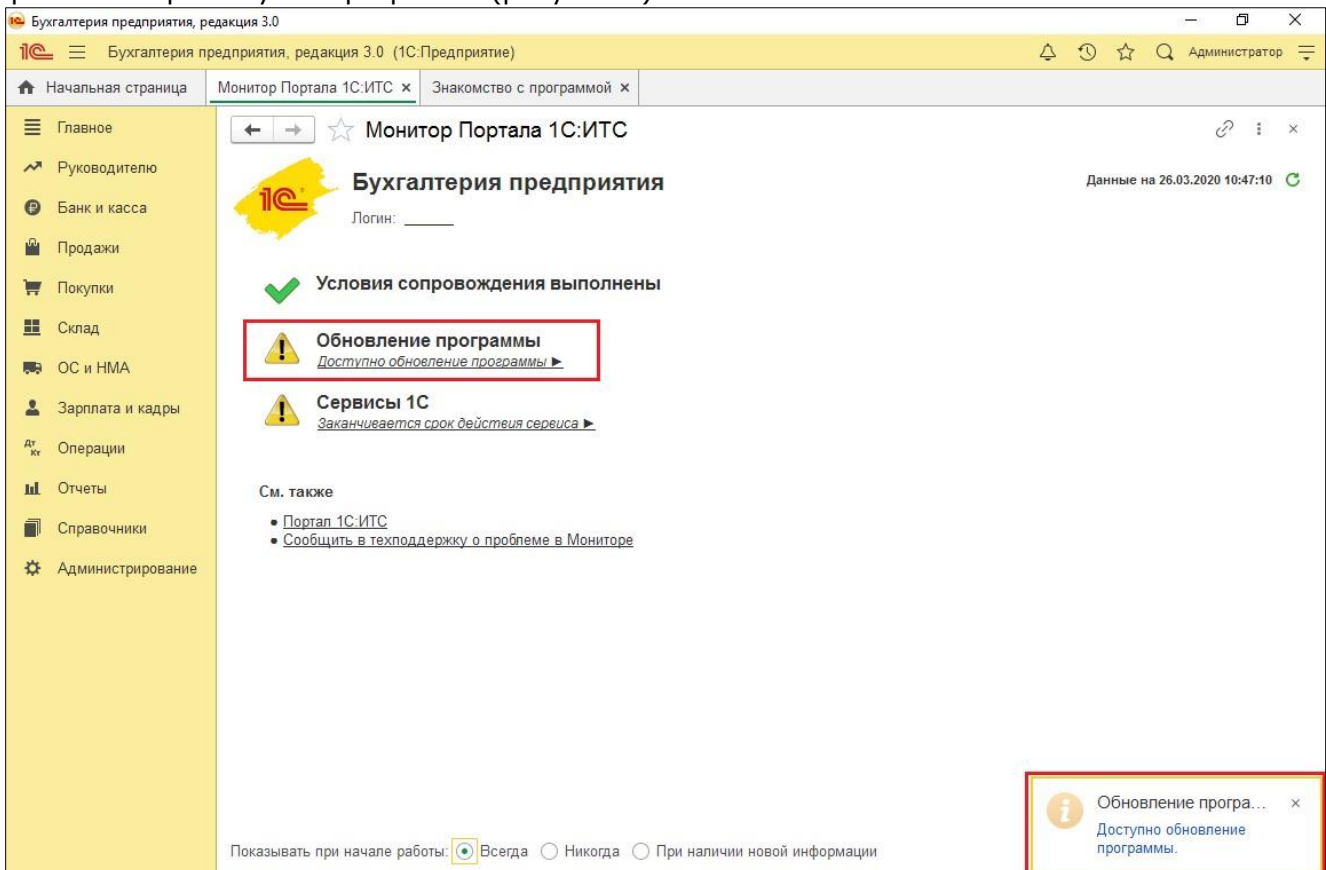 Бухгалтерия предприятия, редакция 3.0
1С Бухгалтерия предприятия, редакция 3.0 (1С:Предприятие) Администратор
Начальная страница Монитор Портала 1С:ИТС × Знакомство с программой ×
Главное
Руководителю
Банк и касса
Продажи
Покупки
Склад
ОС и НМА
Зарплата и кадры
Дт Кт Операции
Отчеты
Справочники
Администрирование
Монитор Портала 1С:ИТС
1С
Бухгалтерия предприятия
Данные на 26.03.2020 10:47:10
Логин:
Условия сопровождения выполнены
Обновление программы
Доступно обновление программы ►
Сервисы 1С
Заканчивается срок действия сервиса ►
См. также
• Портал 1С:ИТС
• Сообщить в техподдержку о проблеме в Мониторе
Показывать при начале работы: Всегда Никогда При наличии новой информации
Обновление програ... ×
Доступно обновление
программы.